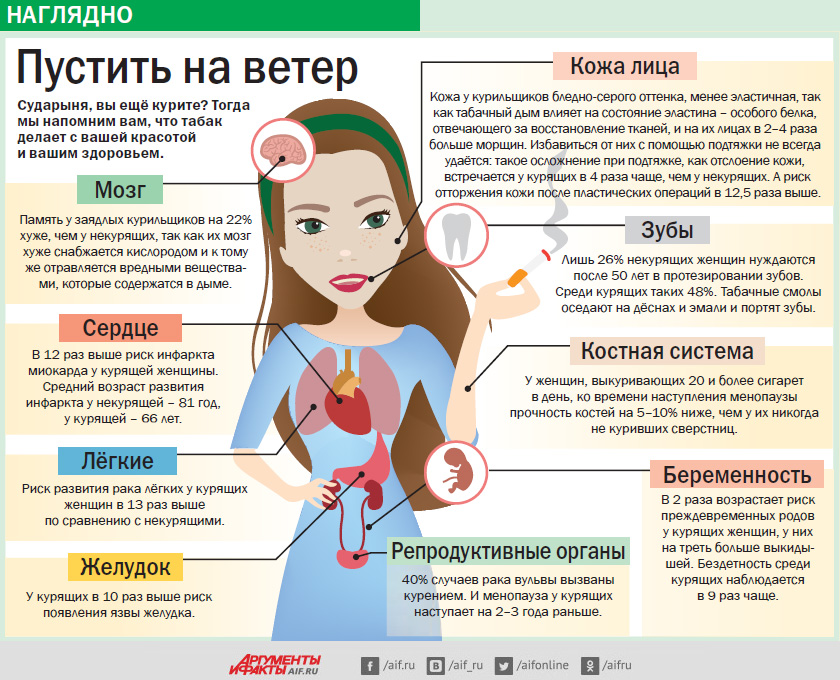 НАГЛЯДНО
Пустить на ветер
Сударыня, вы ещё курите? Тогда
мы напомним вам, что табак
делает с вашей красотой
и вашим здоровьем.
Мозг
Память у заядлых курильщиков на 22%
хуже, чем у некурящих, так как их мозг
хуже снабжается кислородом и к тому
же отравляется вредными вещества-
ми, которые содержатся в дыме.
Сердце
В 12 раз выше риск инфаркта
миокарда у курящей женщины.
Средний возраст развития
инфаркта у некурящей – 81 год,
у курящей – 66 лет.
Лёгкие
Риск развития рака лёгких у курящих
женщин в 13 раз выше
по сравнению с некурящими.
Желудок
У курящих в 10 раз выше риск
появления язвы желудка.
Кожа лица
Кожа у курильщиков бледно-серого оттенка, менее эластичная, так
как табачный дым влияет на состояние эластина – особого белка,
отвечающего за восстановление тканей, и на их лицах в 2–4 раза
больше морщин. Избавиться от них с помощью подтяжки не всегда
удаётся: такое осложнение при подтяжке, как отслоение кожи,
встречается у курящих в 4 раза чаще, чем у некурящих. А риск
отторжения кожи после пластических операций в 12,5 раза выше.
Зубы
Лишь 26% некурящих женщин нуждаются
после 50 лет в протезировании зубов.
Среди курящих таких 48%. Табачные смолы
оседают на дёснах и эмали и портят зубы.
Костная система
У женщин, выкуривающих 20 и более сигарет
в день, ко времени наступления менопаузы
прочность костей на 5–10% ниже, чем у их никогда
не куривших сверстниц.
Беременность
В 2 раза возрастает риск
преждевременных родов
у курящих женщин, у них
на треть больше выкиды-
шей. Бездетность среди
курящих наблюдается
в 9 раз чаще.
Репродуктивные органы
40% случаев рака вульвы вызваны
курением. И менопауза у курящих
наступает на 2–3 года раньше.
АРГУМЕНТЫ
И ФАКТЫ AIF.RU
/aif.ru
/aif_ru
/aifonline
/aifru